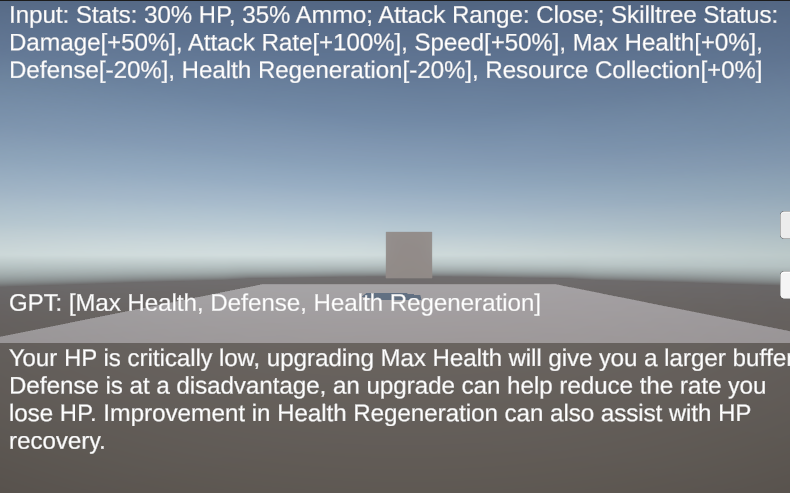 Input: Stats: 30% HP, 35% Ammo; Attack Range: Close; Skilltree Status:
Damage[+50%], Attack Rate[+100%], Speed[+50%], Max Health[+0%],
Defense[-20%], Health Regeneration[-20%], Resource Collection[+0%]
GPT: [Max Health, Defense, Health Regeneration]
Your HP is critically low, upgrading Max Health will give you a larger buffer
Defense is at a disadvantage, an upgrade can help reduce the rate you
lose HP. Improvement in Health Regeneration can also assist with HP
recovery.